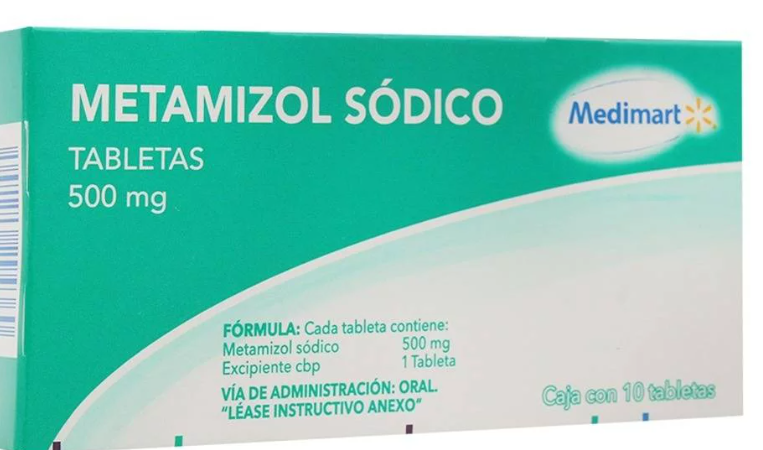 METAMIZOL SÓDICO
TABLETAS
500 mg
Medimart
FÓRMULA: Cada tableta contiene:
Metamizol sódico 500 mg
Excipiente cbp 1 Tableta
VÍA DE ADMINISTRACIÓN: ORAL.
"LÉASE INSTRUCTIVO ANEXO"
Caja con 10 tabletas